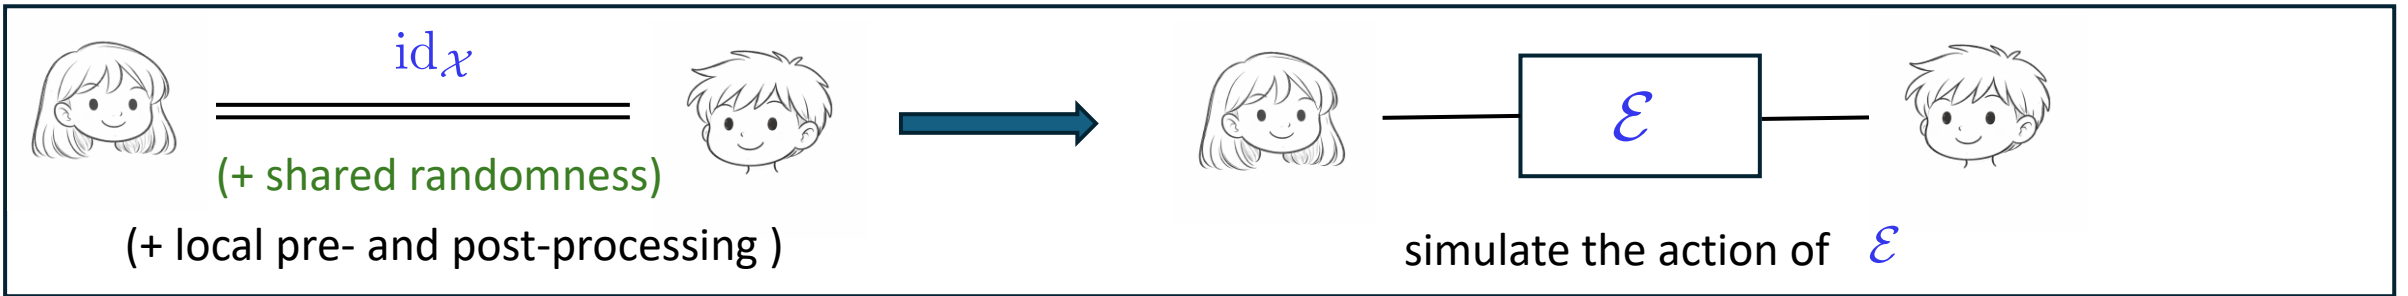 id𝒳
(+ shared randomness)
(+ local pre- and post-processing )
ℰ
simulate the action of ℰ